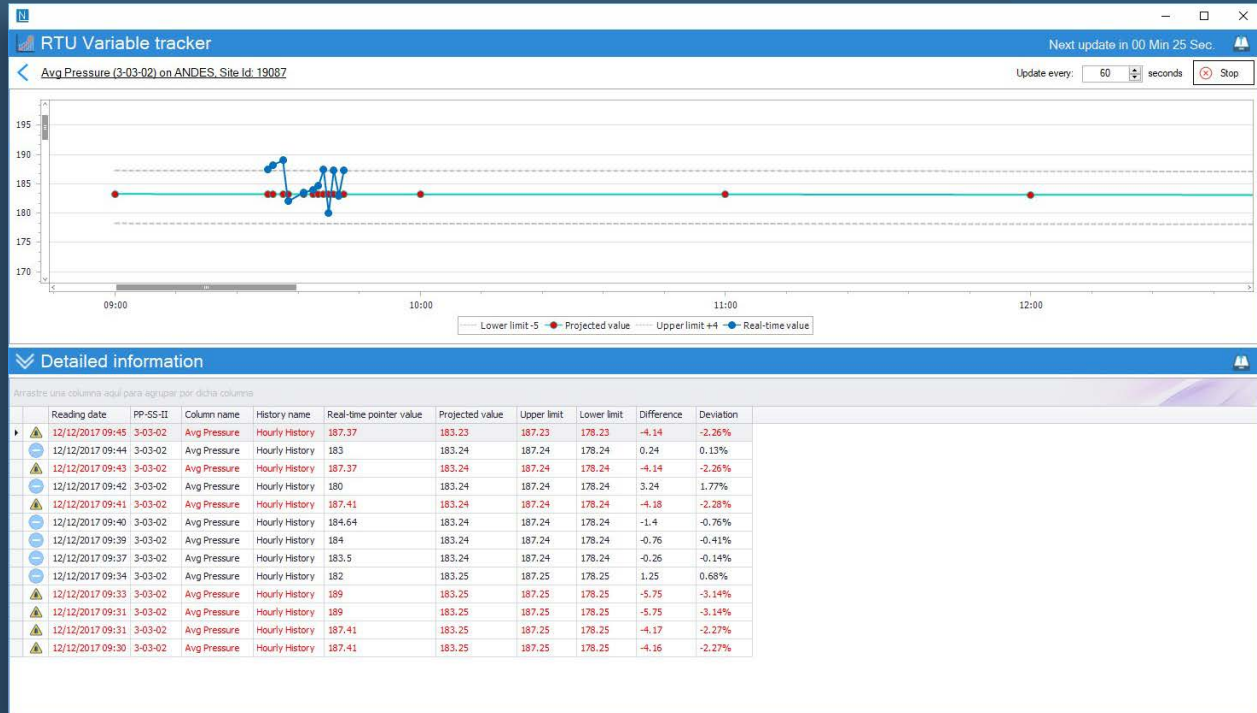 N
RTU Variable tracker
Next update in 00 Min 25 Sec.
Avg Pressure (3-03-02) on ANDES, Site Id: 19087
Update every: 60 seconds Stop
195
190
185
180
175
170
09:00 10:00 11:00 12:00
Lower limit -5 Projected value Upper limit +4 Real-time value
Detailed information
Arrastre una columna aquí para agrupar por dicha columna
Reading date PP-SS-II Column name History name Real-time pointer value Projected value Upper limit Lower limit Difference Deviation
12/12/2017 09:45 3-03-02 Avg Pressure Hourly History 187.37 183.23 187.23 178.23 -4.14 -2.26%
12/12/2017 09:44 3-03-02 Avg Pressure Hourly History 183 183.24 187.24 178.24 0.24 0.13%
12/12/2017 09:43 3-03-02 Avg Pressure Hourly History 187.37 183.24 187.24 178.24 -4.14 -2.26%
12/12/2017 09:42 3-03-02 Avg Pressure Hourly History 180 183.24 187.24 178.24 3.24 1.77%
12/12/2017 09:41 3-03-02 Avg Pressure Hourly History 187.41 183.24 187.24 178.24 -4.18 -2.28%
12/12/2017 09:40 3-03-02 Avg Pressure Hourly History 184.64 183.24 187.24 178.24 -1.4 -0.76%
12/12/2017 09:39 3-03-02 Avg Pressure Hourly History 184 183.24 187.24 178.24 -0.76 -0.41%
12/12/2017 09:37 3-03-02 Avg Pressure Hourly History 183.5 183.24 187.24 178.24 -0.26 -0.14%
12/12/2017 09:34 3-03-02 Avg Pressure Hourly History 182 183.25 187.25 178.25 1.25 0.68%
12/12/2017 09:33 3-03-02 Avg Pressure Hourly History 189 183.25 187.25 178.25 -5.75 -3.14%
12/12/2017 09:31 3-03-02 Avg Pressure Hourly History 189 183.25 187.25 178.25 -5.75 -3.14%
12/12/2017 09:31 3-03-02 Avg Pressure Hourly History 187.41 183.25 187.25 178.25 -4.17 -2.27%
12/12/2017 09:30 3-03-02 Avg Pressure Hourly History 187.41 183.25 187.25 178.25 -4.16 -2.27%